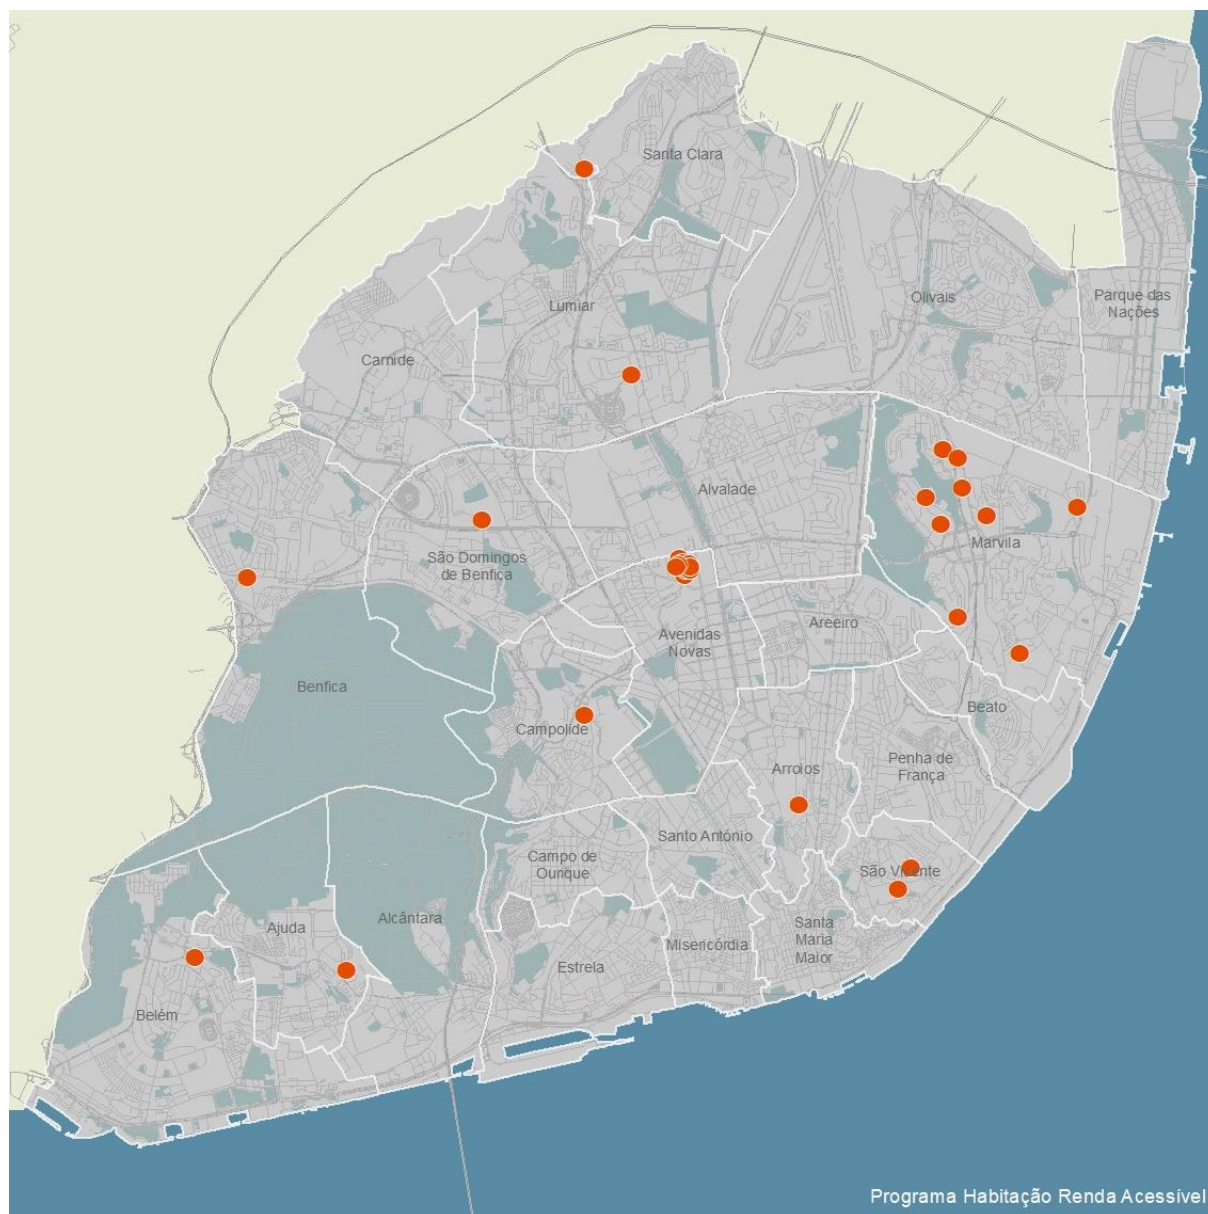 Santa Clara
Lumiar
Olivais
Parque das
Nações
Carnide
Alvalade
São Domingos
de Benfica
Marvila
Avenidas
Novas
Areeiro
Benfica
Beato
Campolide
Arroios
Penha de
França
Santo António
Campo de
Ourique
São Vicente
Ajuda
Alcântara
Santa
Maria
Maior
Misericórdia
Estrela
Belém
Programa Habitação Renda Acessível